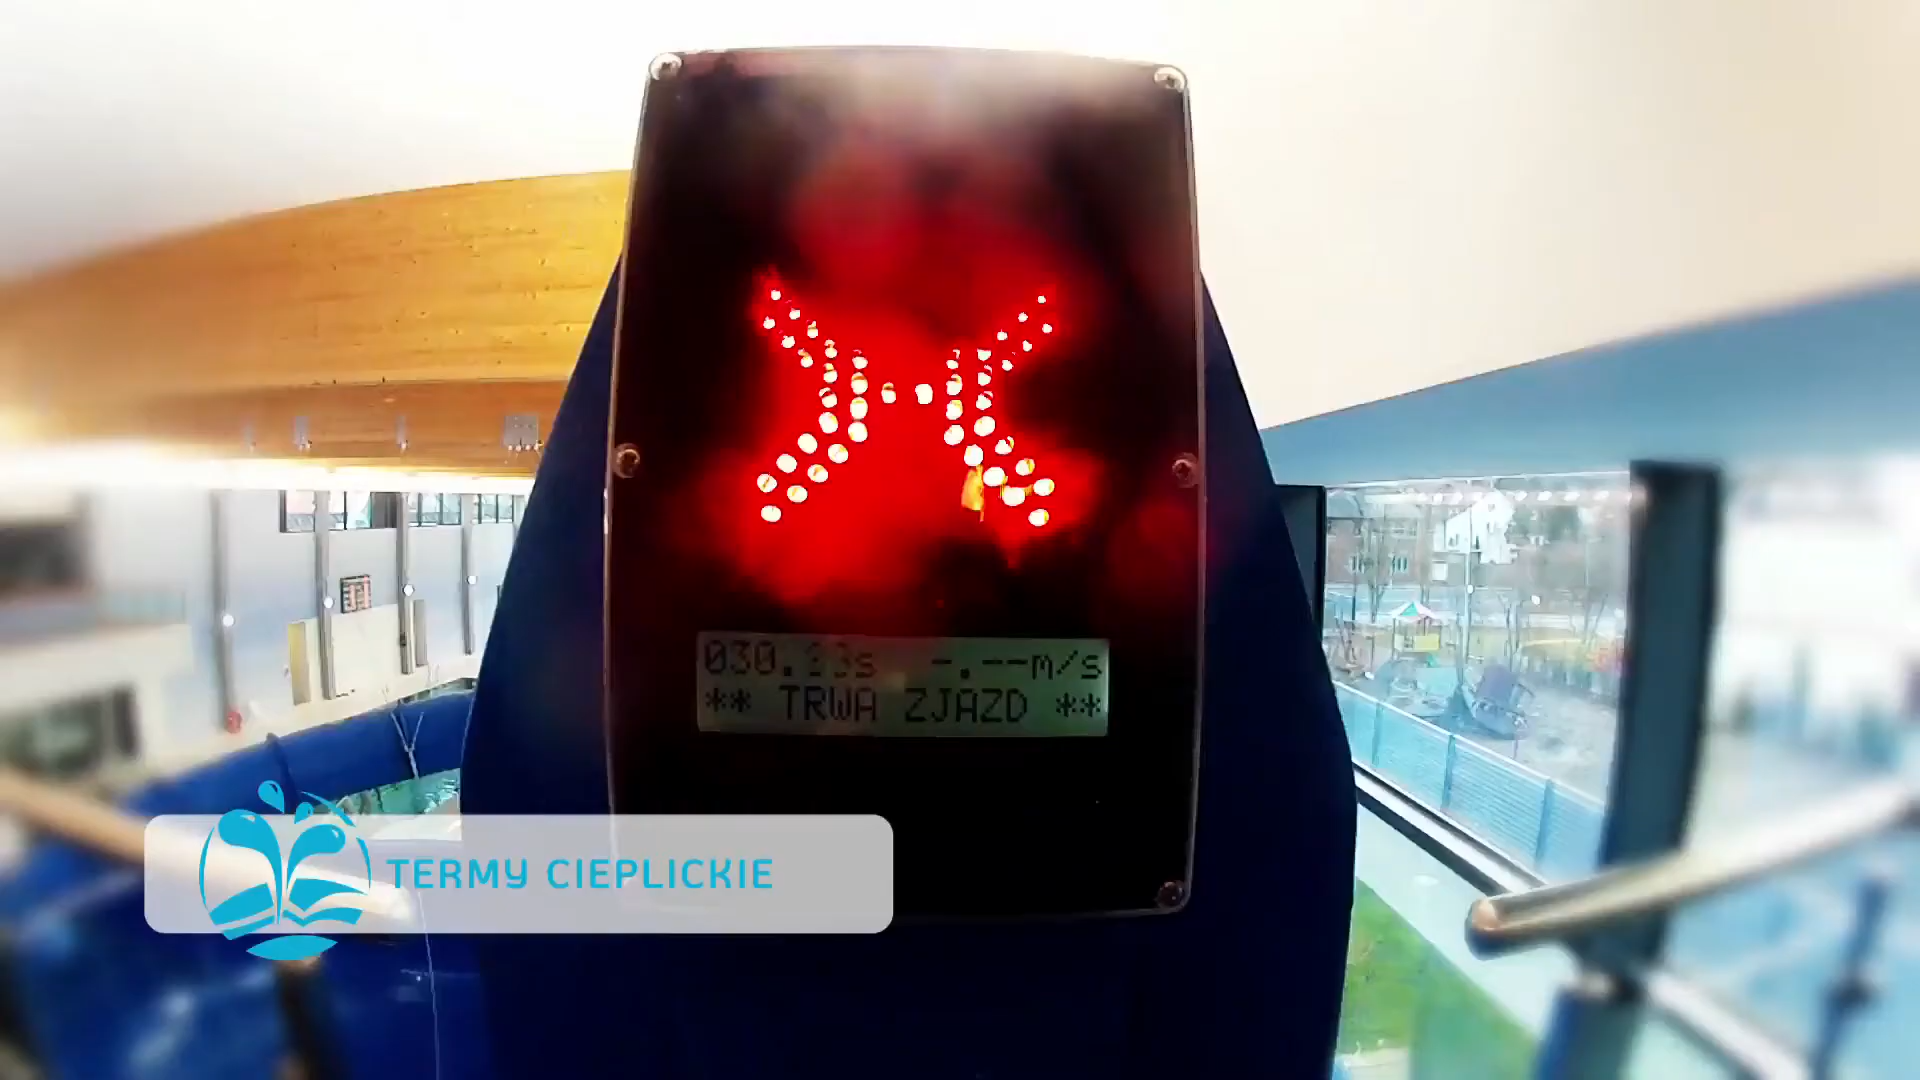 -.--m/s
** TRWA ZJAZD **
TERMY CIEPLICKIE